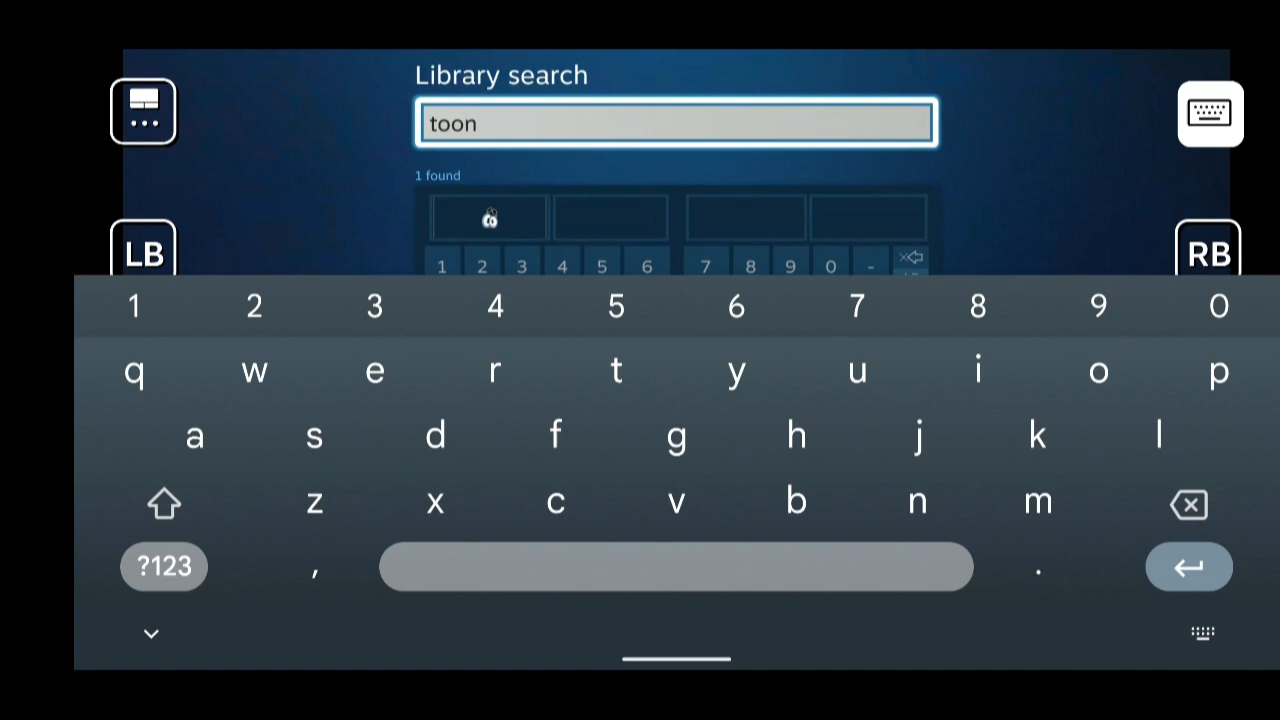 Library search
toon
1 found
LB
RB
1 2 3 4 5 6 7 8 9 0 -
1 2 3 4 5 6 7 8 9 0
q w e r t y u i o p
a s d f g h j k l
z x c v b n m
?123 , .